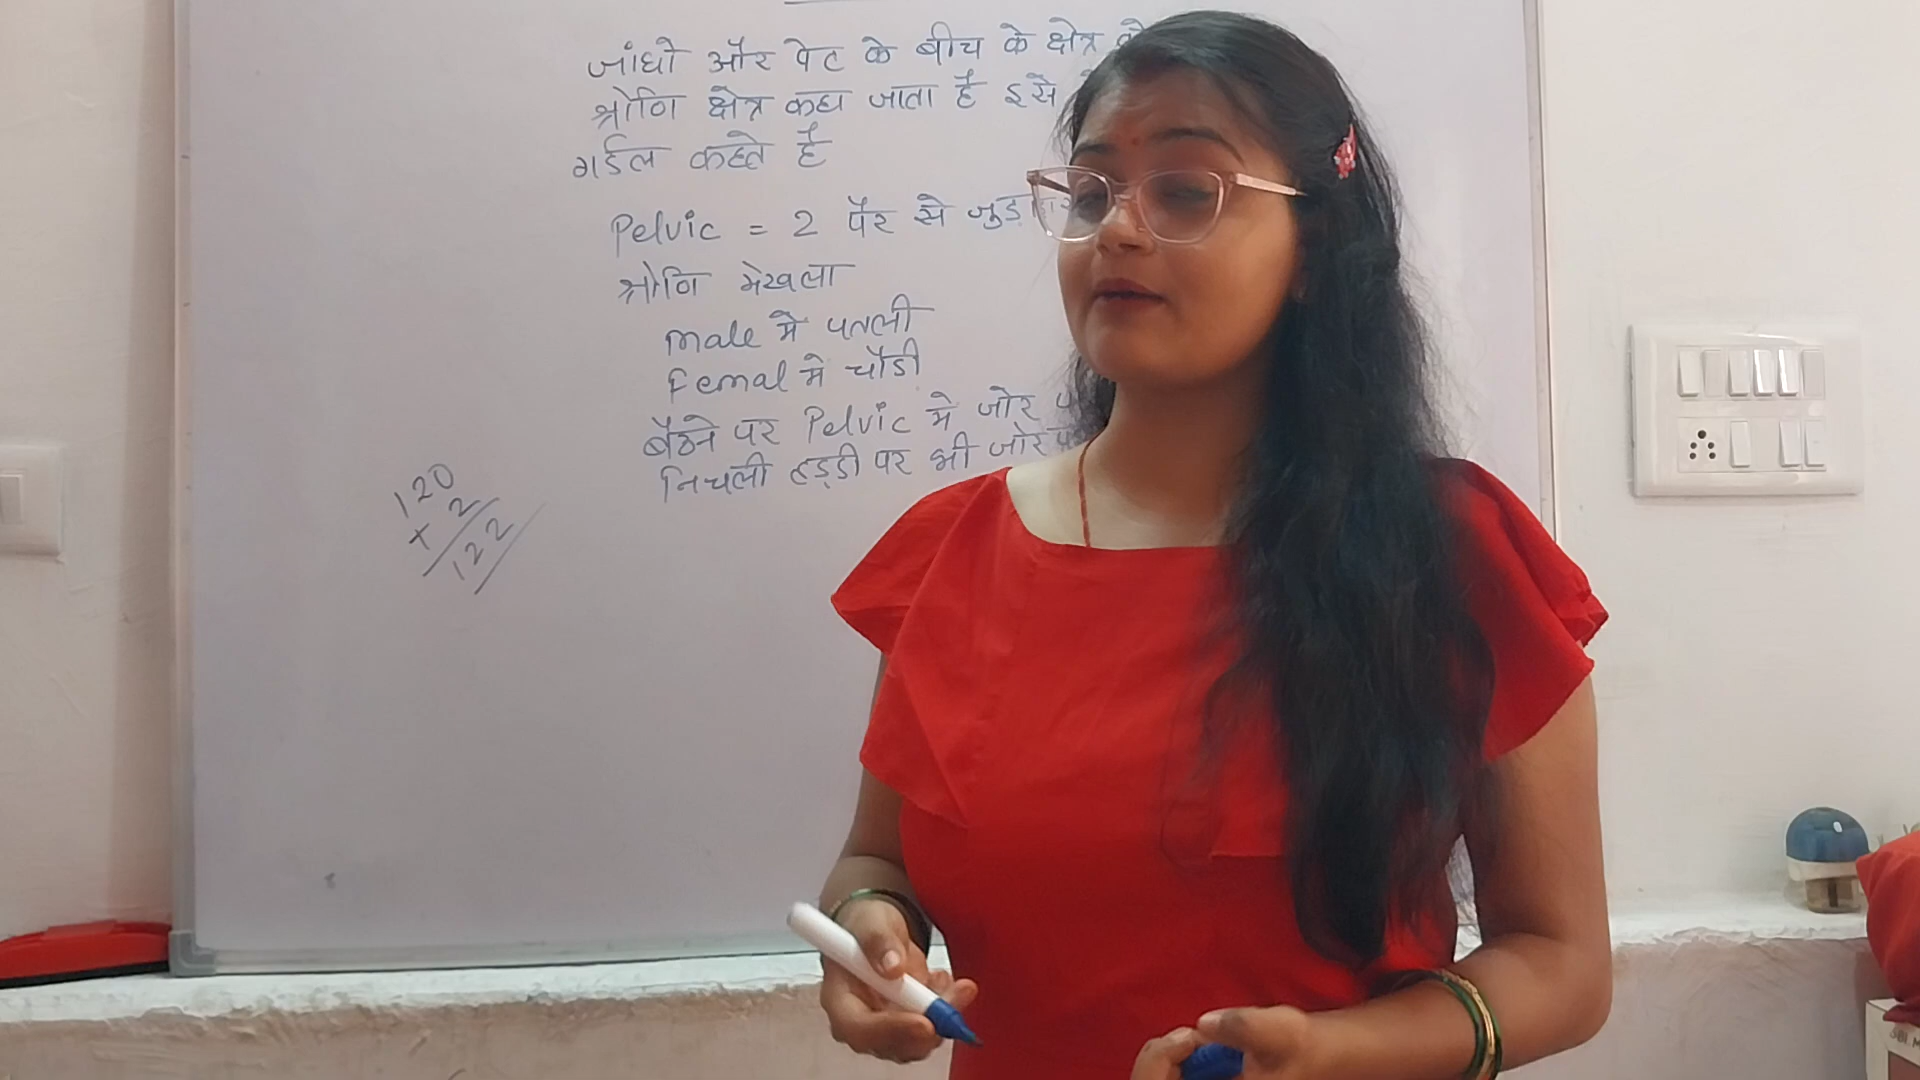 जांघो और पेट के बीच के क्षेत्र को
श्रोणि क्षेत्र कहा जाता है इसे
गर्डल कहते है
Pelvic = 2 पैर से जुड़ा
श्रोणि मेखला
male मे पतली
Femal मे चौडी
बैठने पर Pelvic मे जोर
निचली हड्डी पर भी जोर
120
+ 2
122
SBI